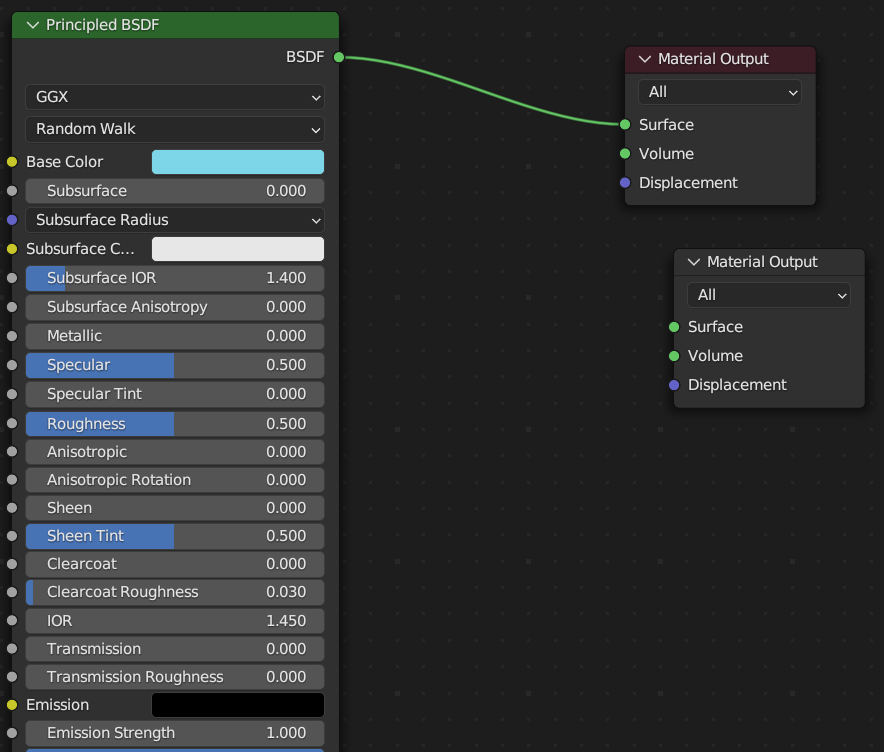 Principled BSDF
BSDF
GGX
Random Walk
Base Color
Subsurface 0.000
Subsurface Radius
Subsurface C...
Subsurface IOR 1.400
Subsurface Anisotropy 0.000
Metallic 0.000
Specular 0.500
Specular Tint 0.000
Roughness 0.500
Anisotropic 0.000
Anisotropic Rotation 0.000
Sheen 0.000
Sheen Tint 0.500
Clearcoat 0.000
Clearcoat Roughness 0.030
IOR 1.450
Transmission 0.000
Transmission Roughness 0.000
Emission
Emission Strength 1.000
Material Output
All
Surface
Volume
Displacement
Material Output
All
Surface
Volume
Displacement